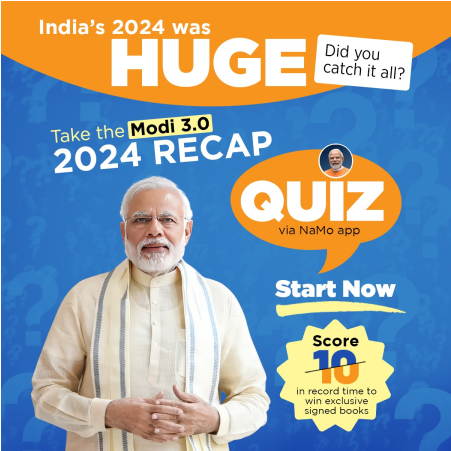 India's 2024 was
HUGE
Did you
catch it all?
Take the Modi 3.0
2024 RECAP
QUIZ
via NaMo app
Start Now
Score
10
in record time to
win exclusive
signed books